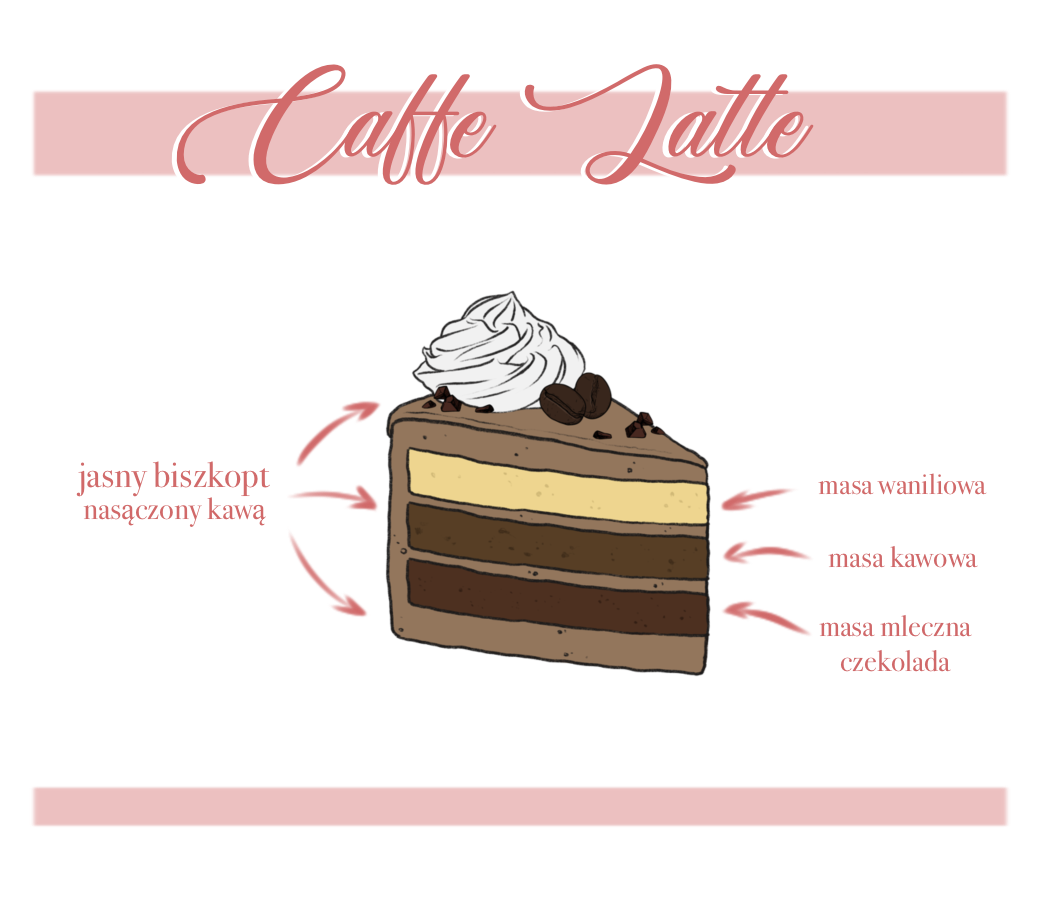 Caffe Latte
jasny biszkopt
nasączony kawą
masa waniliowa
masa kawowa
masa mleczna
czekolada